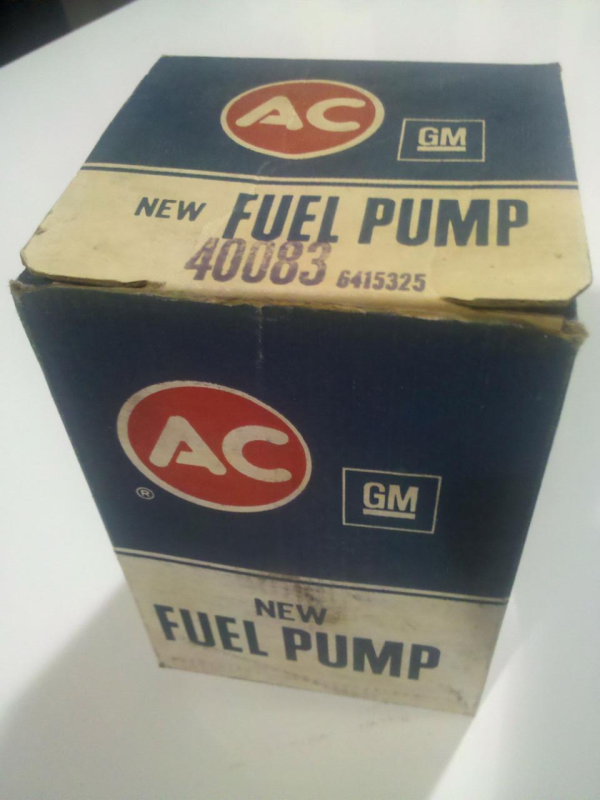 AC
GM
NEW FUEL PUMP
40083 6415325
AC
®
GM
NEW
FUEL PUMP